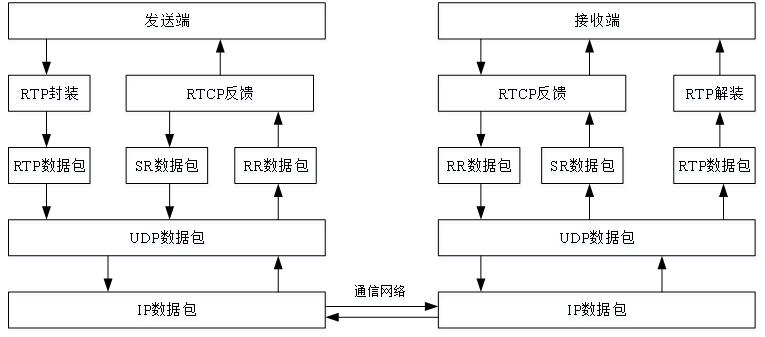 发送端
接收端
RTP封装
RTCP反馈
RTCP反馈
RTP解装
RTP数据包
SR数据包
RR数据包
RR数据包
SR数据包
RTP数据包
UDP数据包
UDP数据包
通信网络
IP数据包
IP数据包